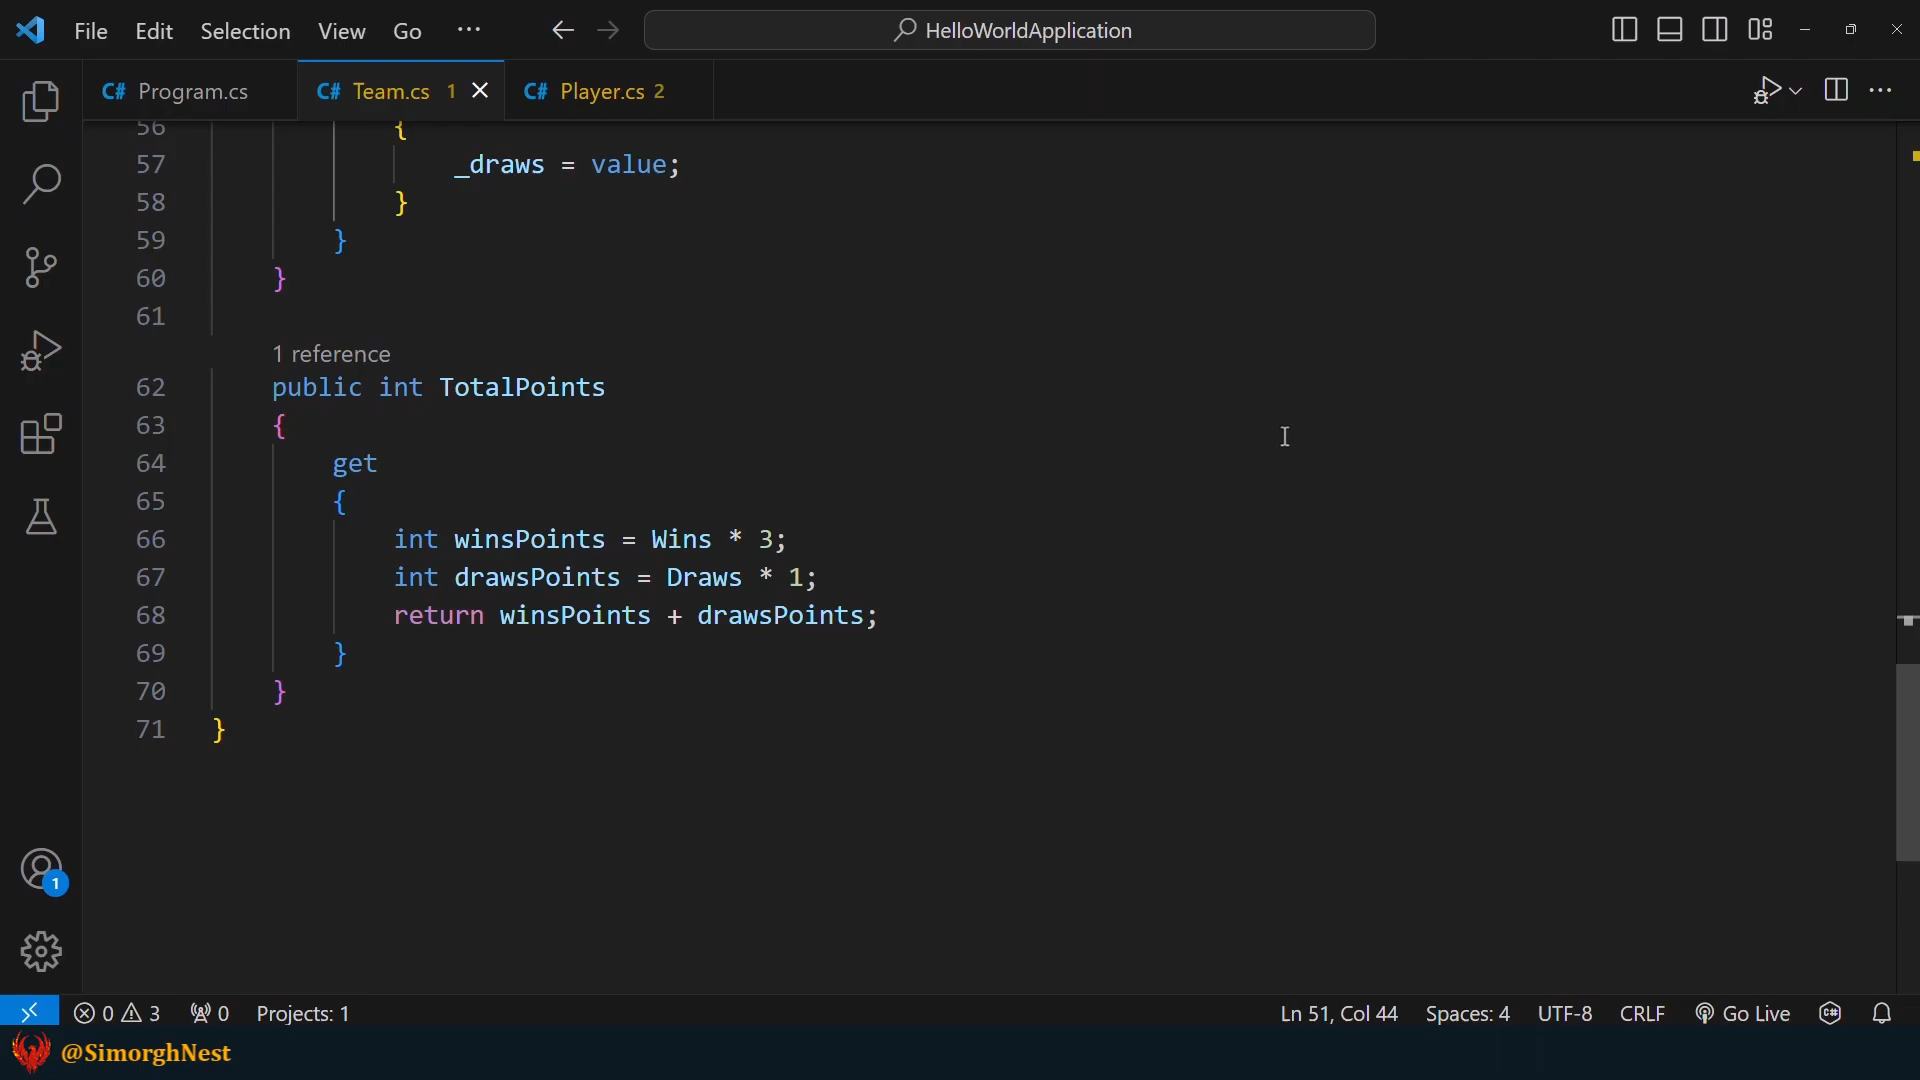 File Edit Selection View Go ··· HelloWorldApplication
C# Program.cs C# Team.cs 1 C# Player.cs 2
56 {
57 _draws = value;
58 }
59 }
60 }
61
1 reference
62 public int TotalPoints
63 {
64 get
65 {
66 int winsPoints = Wins * 3;
67 int drawsPoints = Draws * 1;
68 return winsPoints + drawsPoints;
69 }
70 }
71 }
1
0 3 0 Projects: 1 Ln 51, Col 44 Spaces: 4 UTF-8 CRLF Go Live
@SimorghNest